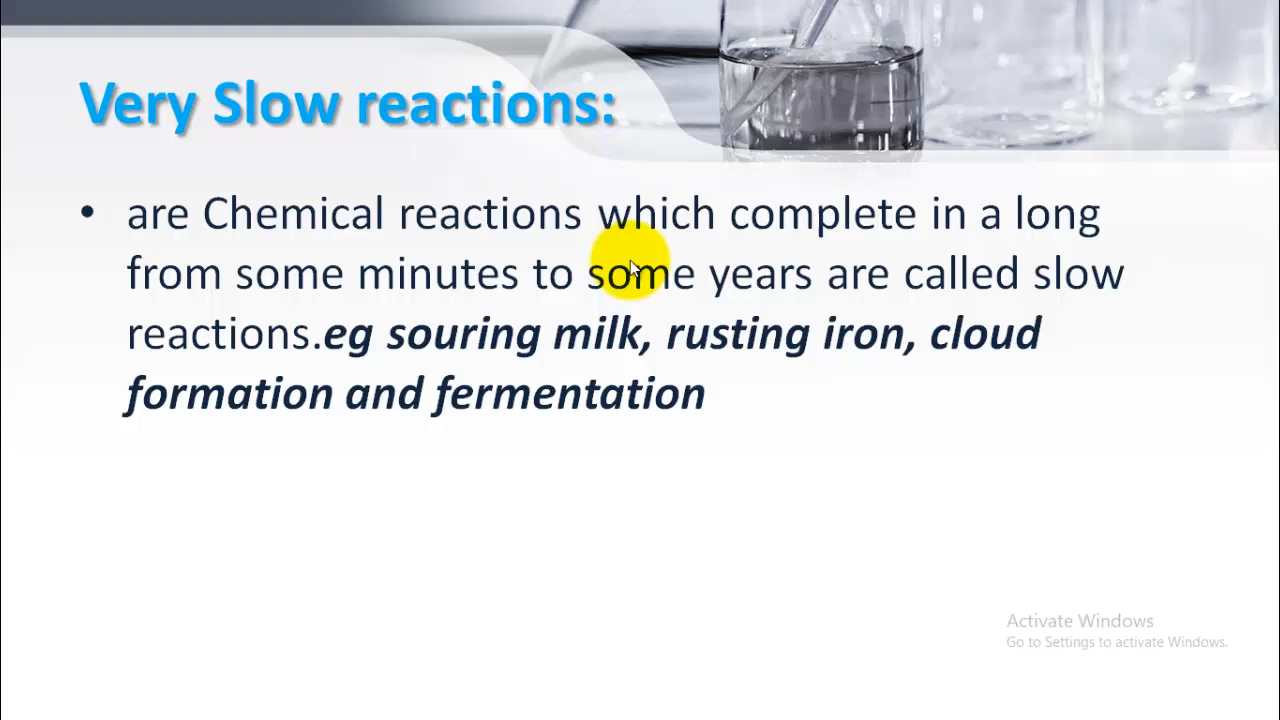 Very Slow reactions:
• are Chemical reactions which complete in a long
from some minutes to some years are called slow
reactions.eg souring milk, rusting iron, cloud
formation and fermentation
Activate Windows
Go to Settings to activate Windows.